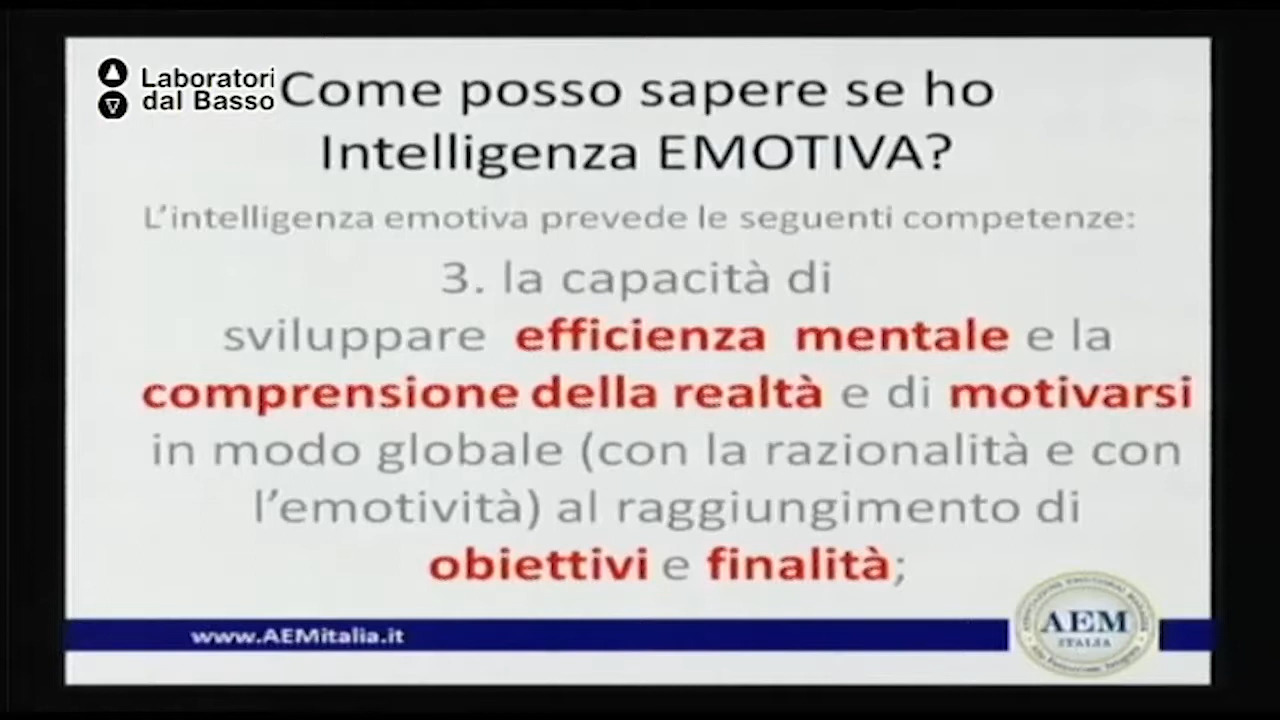 Laboratori
dal Basso
Come posso sapere se ho
Intelligenza EMOTIVA?
L'intelligenza emotiva prevede le seguenti competenze:
3. la capacità di
sviluppare efficienza mentale e la
comprensione della realtà e di motivarsi
in modo globale (con la razionalità e con
l'emotività) al raggiungimento di
obiettivi e finalità;
www.AEMitalia.it
AEM
ITALIA